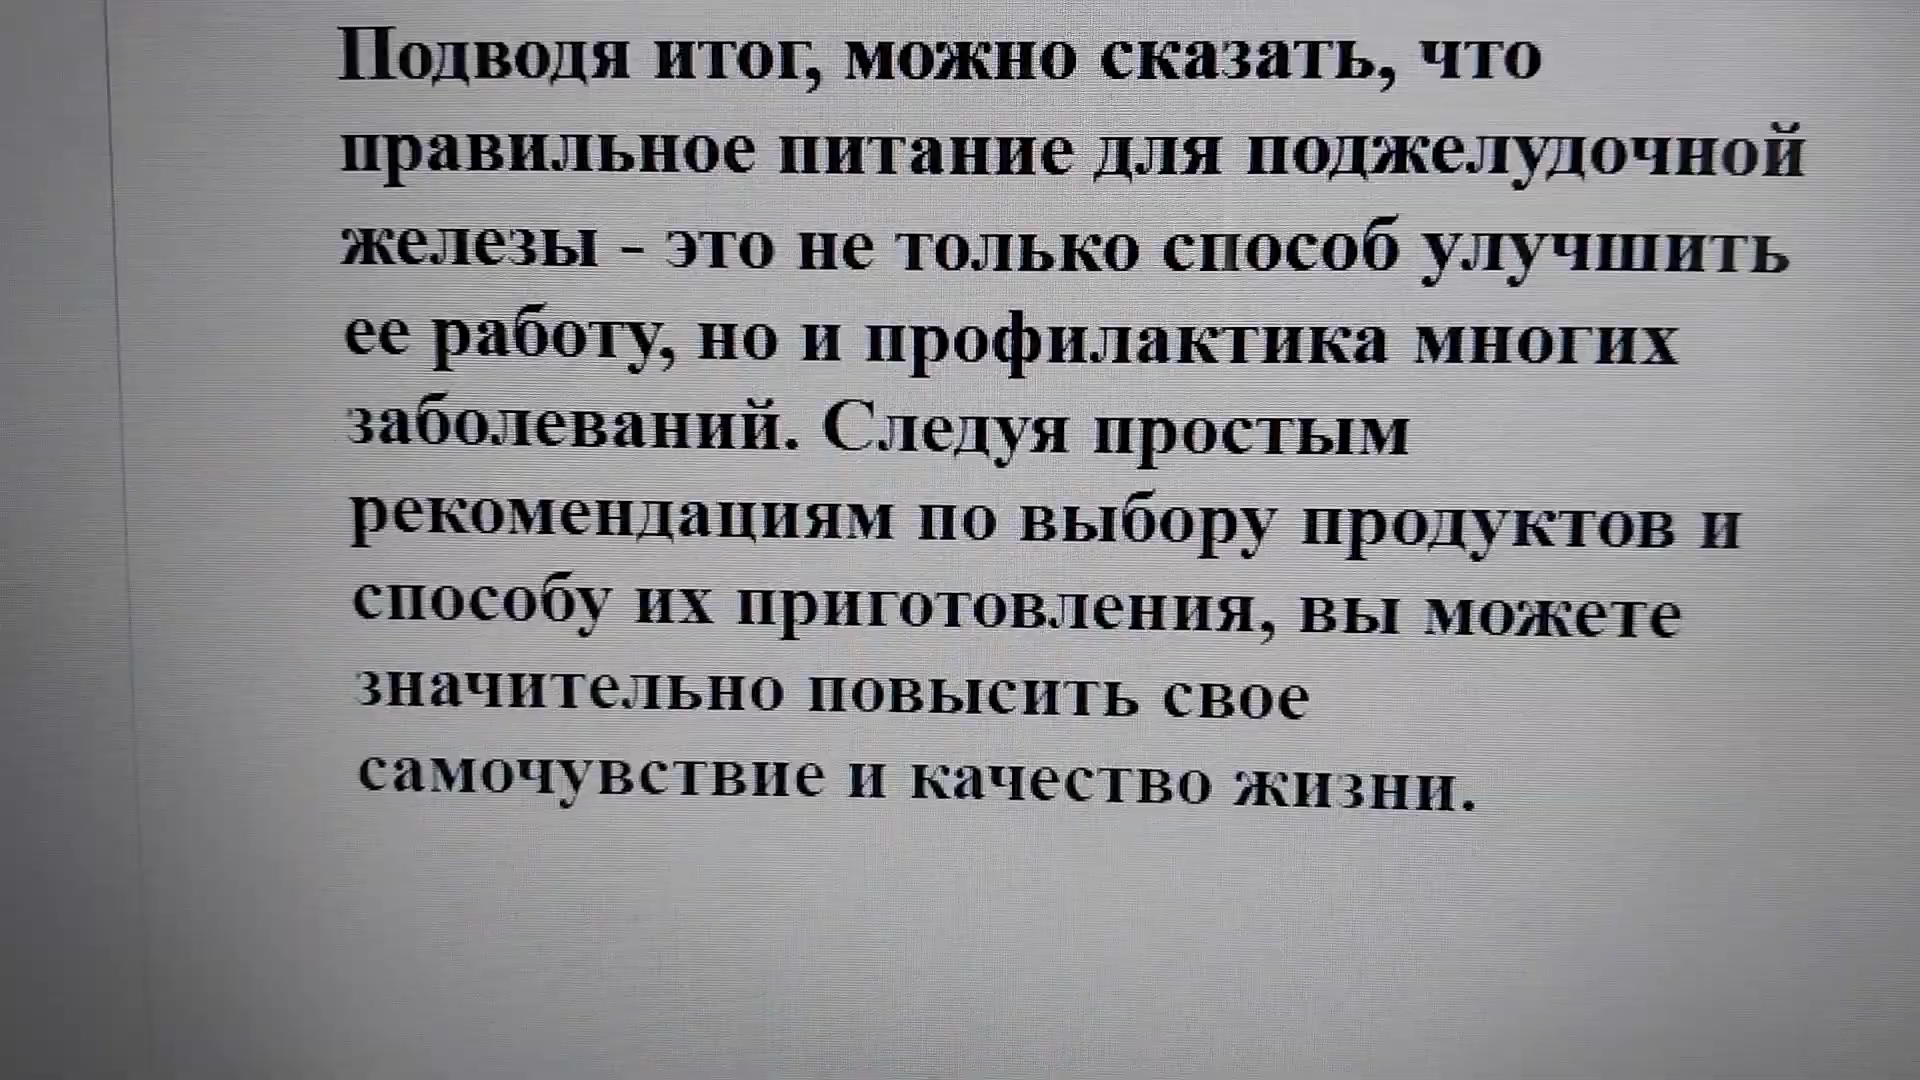 Подводя итог, можно сказать, что
правильное питание для поджелудочной
железы - это не только способ улучшить
ее работу, но и профилактика многих
заболеваний. Следуя простым
рекомендациям по выбору продуктов и
способу их приготовления, вы можете
значительно повысить свое
самочувствие и качество жизни.